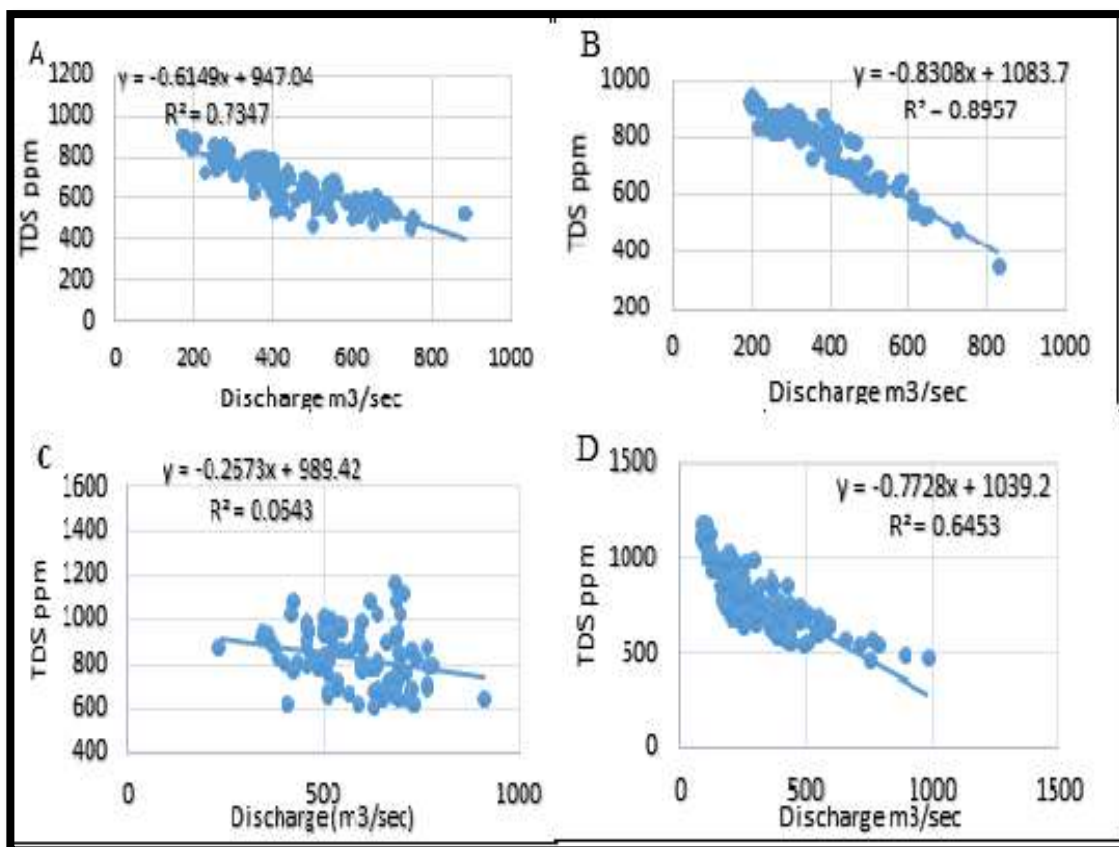 A
y = -0.6149x + 947.04
R² = 0.7347
1200
1000
800
600
400
200
0
TDS ppm
0 200 400 600 800 1000
Discharge m3/sec
B
y = -0.8308x + 1083.7
R² = 0.8957
1000
800
600
400
200
TDS ppm
0 200 400 600 800 1000
Discharge m3/sec
C
y = -0.2573x + 989.42
R² = 0.0543
1600
1400
1200
1000
800
600
400
TDS ppm
0 500 1000
Discharge(m3/sec)
D
y = -0.7728x + 1039.2
R² = 0.6453
1500
1000
500
0
TDS ppm
0 500 1000 1500
Discharge m3/sec